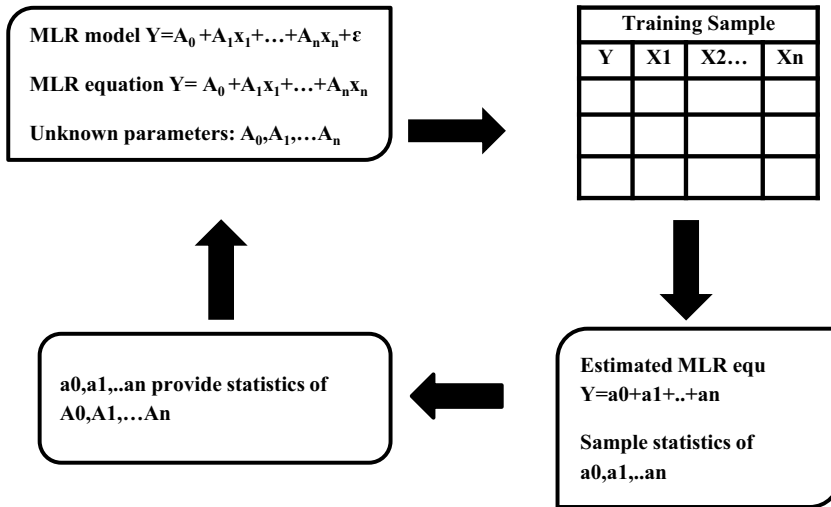 MLR model Y=A₀ +A₁x₁+…+Aₙxₙ+ε
MLR equation Y= A₀ +A₁x₁+…+Aₙxₙ
Unknown parameters: A₀,A₁,…Aₙ
Training Sample
Y X1 X2… Xn
Estimated MLR equ
Y=a0+a1+..+an
Sample statistics of
a0,a1,..an
a0,a1,..an provide statistics of
A0,A1,…An